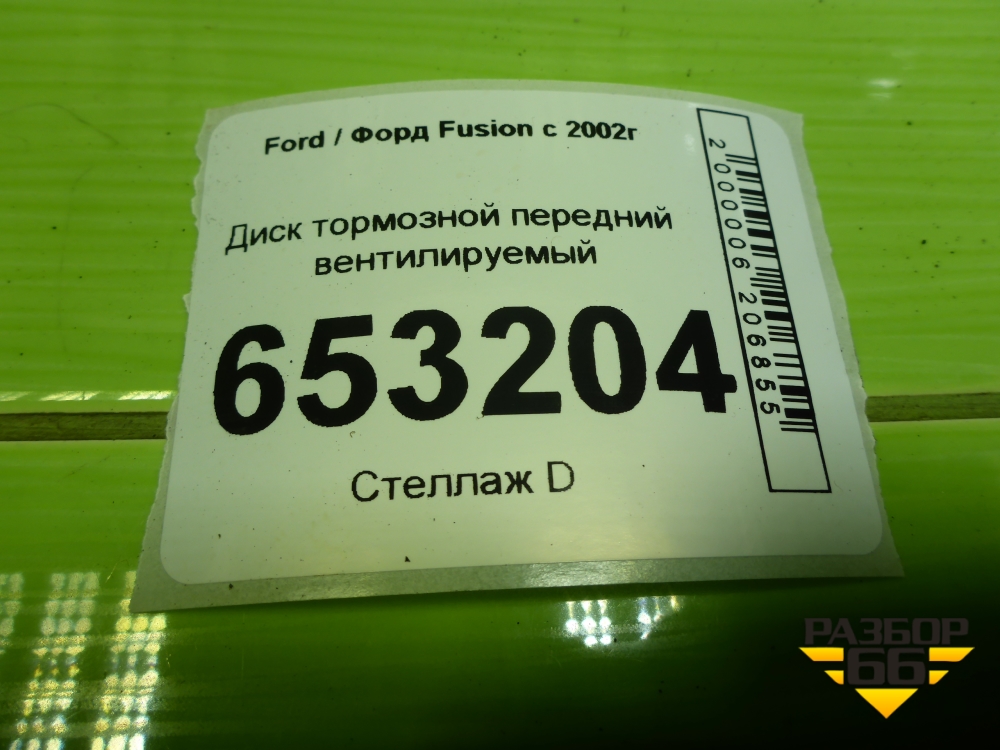 Ford / Форд Fusion с 2002г
Диск тормозной передний
вентилируемый
653204
Стеллаж D
2000006206855
РАЗБОР
66